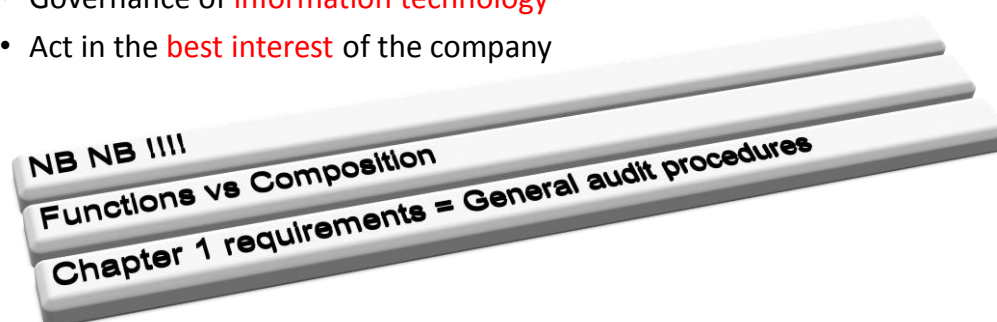 • Governance of information technology
• Act in the best interest of the company
NB NB !!!!
Functions vs Composition
Chapter 1 requirements = General audit procedures